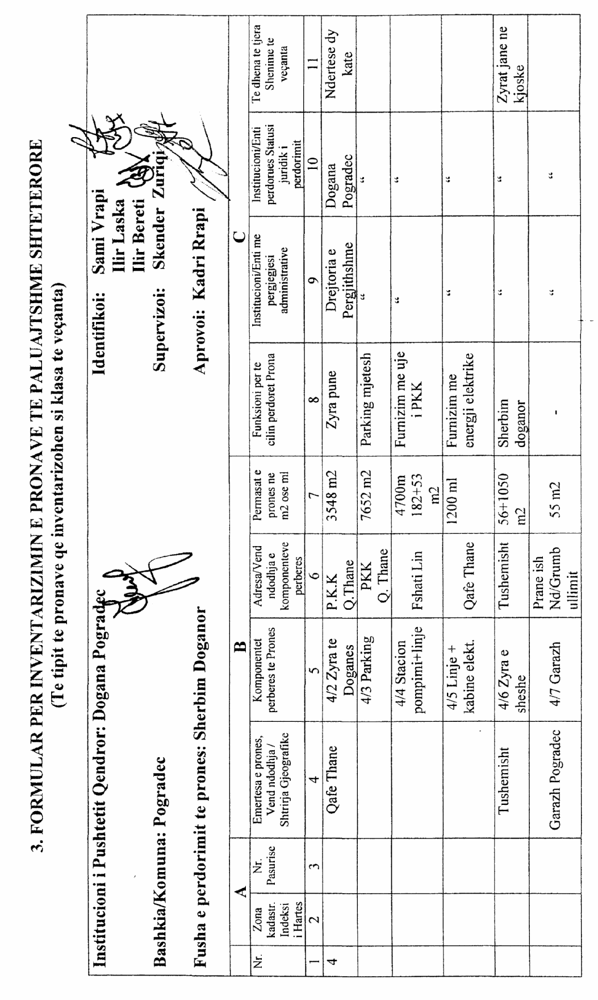 3. FORMULAR PER INVENTARIZIMIN E PRONAVE TE PALUAJTSHME SHTETERORE
(Te tipit te pronave qe inventarizohen si klasa te veçanta)
Institucioni i Pushtetit Qendror: Dogana Pogradec
Identifikoi: Sami Vrapi
Ilir Laska
Ilir Bereti
Bashkia/Komuna: Pogradec
Supervizoi: Skender Zuriqi
Fusha e perdorimit te prones: Sherbim Doganor
Aprovoi: Kadri Rrapi
A B C
Nr. Zona kadastr. Indeksi i Hartes Nr. Pasurise Emertesa e prones, Vend ndodhja / Shtrirja Gjeografike Komponentet perberes te Prones Adresa/Vend ndodhja e komponenteve perberes Permasat e prones ne m2 ose ml Funksioni per te cilin perdoret Prona Institucioni/Enti me pergjegjesi administrative Institucioni/Enti perdorues Statusi juridik i perdorimit Te dhena te tjera Shenime te veçanta
1 2 3 4 5 6 7 8 9 10 11
4 Qafe Thane 4/2 Zyra te Doganes P.K.K Q.Thane 3548 m2 Zyra pune Drejtoria e Pergjithshme Dogana Pogradec Ndertese dy kate
4/3 Parking PKK Q. Thane 7652 m2 Parking mjetesh “ “
4/4 Stacion pompimi+linje Fshati Lin 4700m 182+53 m2 Furnizim me uje i PKK “ “
4/5 Linje + kabine elekt. Qafe Thane 1200 ml Furnizim me energji elektrike “ “
Tushemisht 4/6 Zyra e sheshe Tushemisht 56+1050 m2 Sherbim doganor “ “ Zyrat jane ne kjoske
Garazh Pogradec 4/7 Garazh Prane ish Nd/Grumb ullimit 55 m2 - “ “